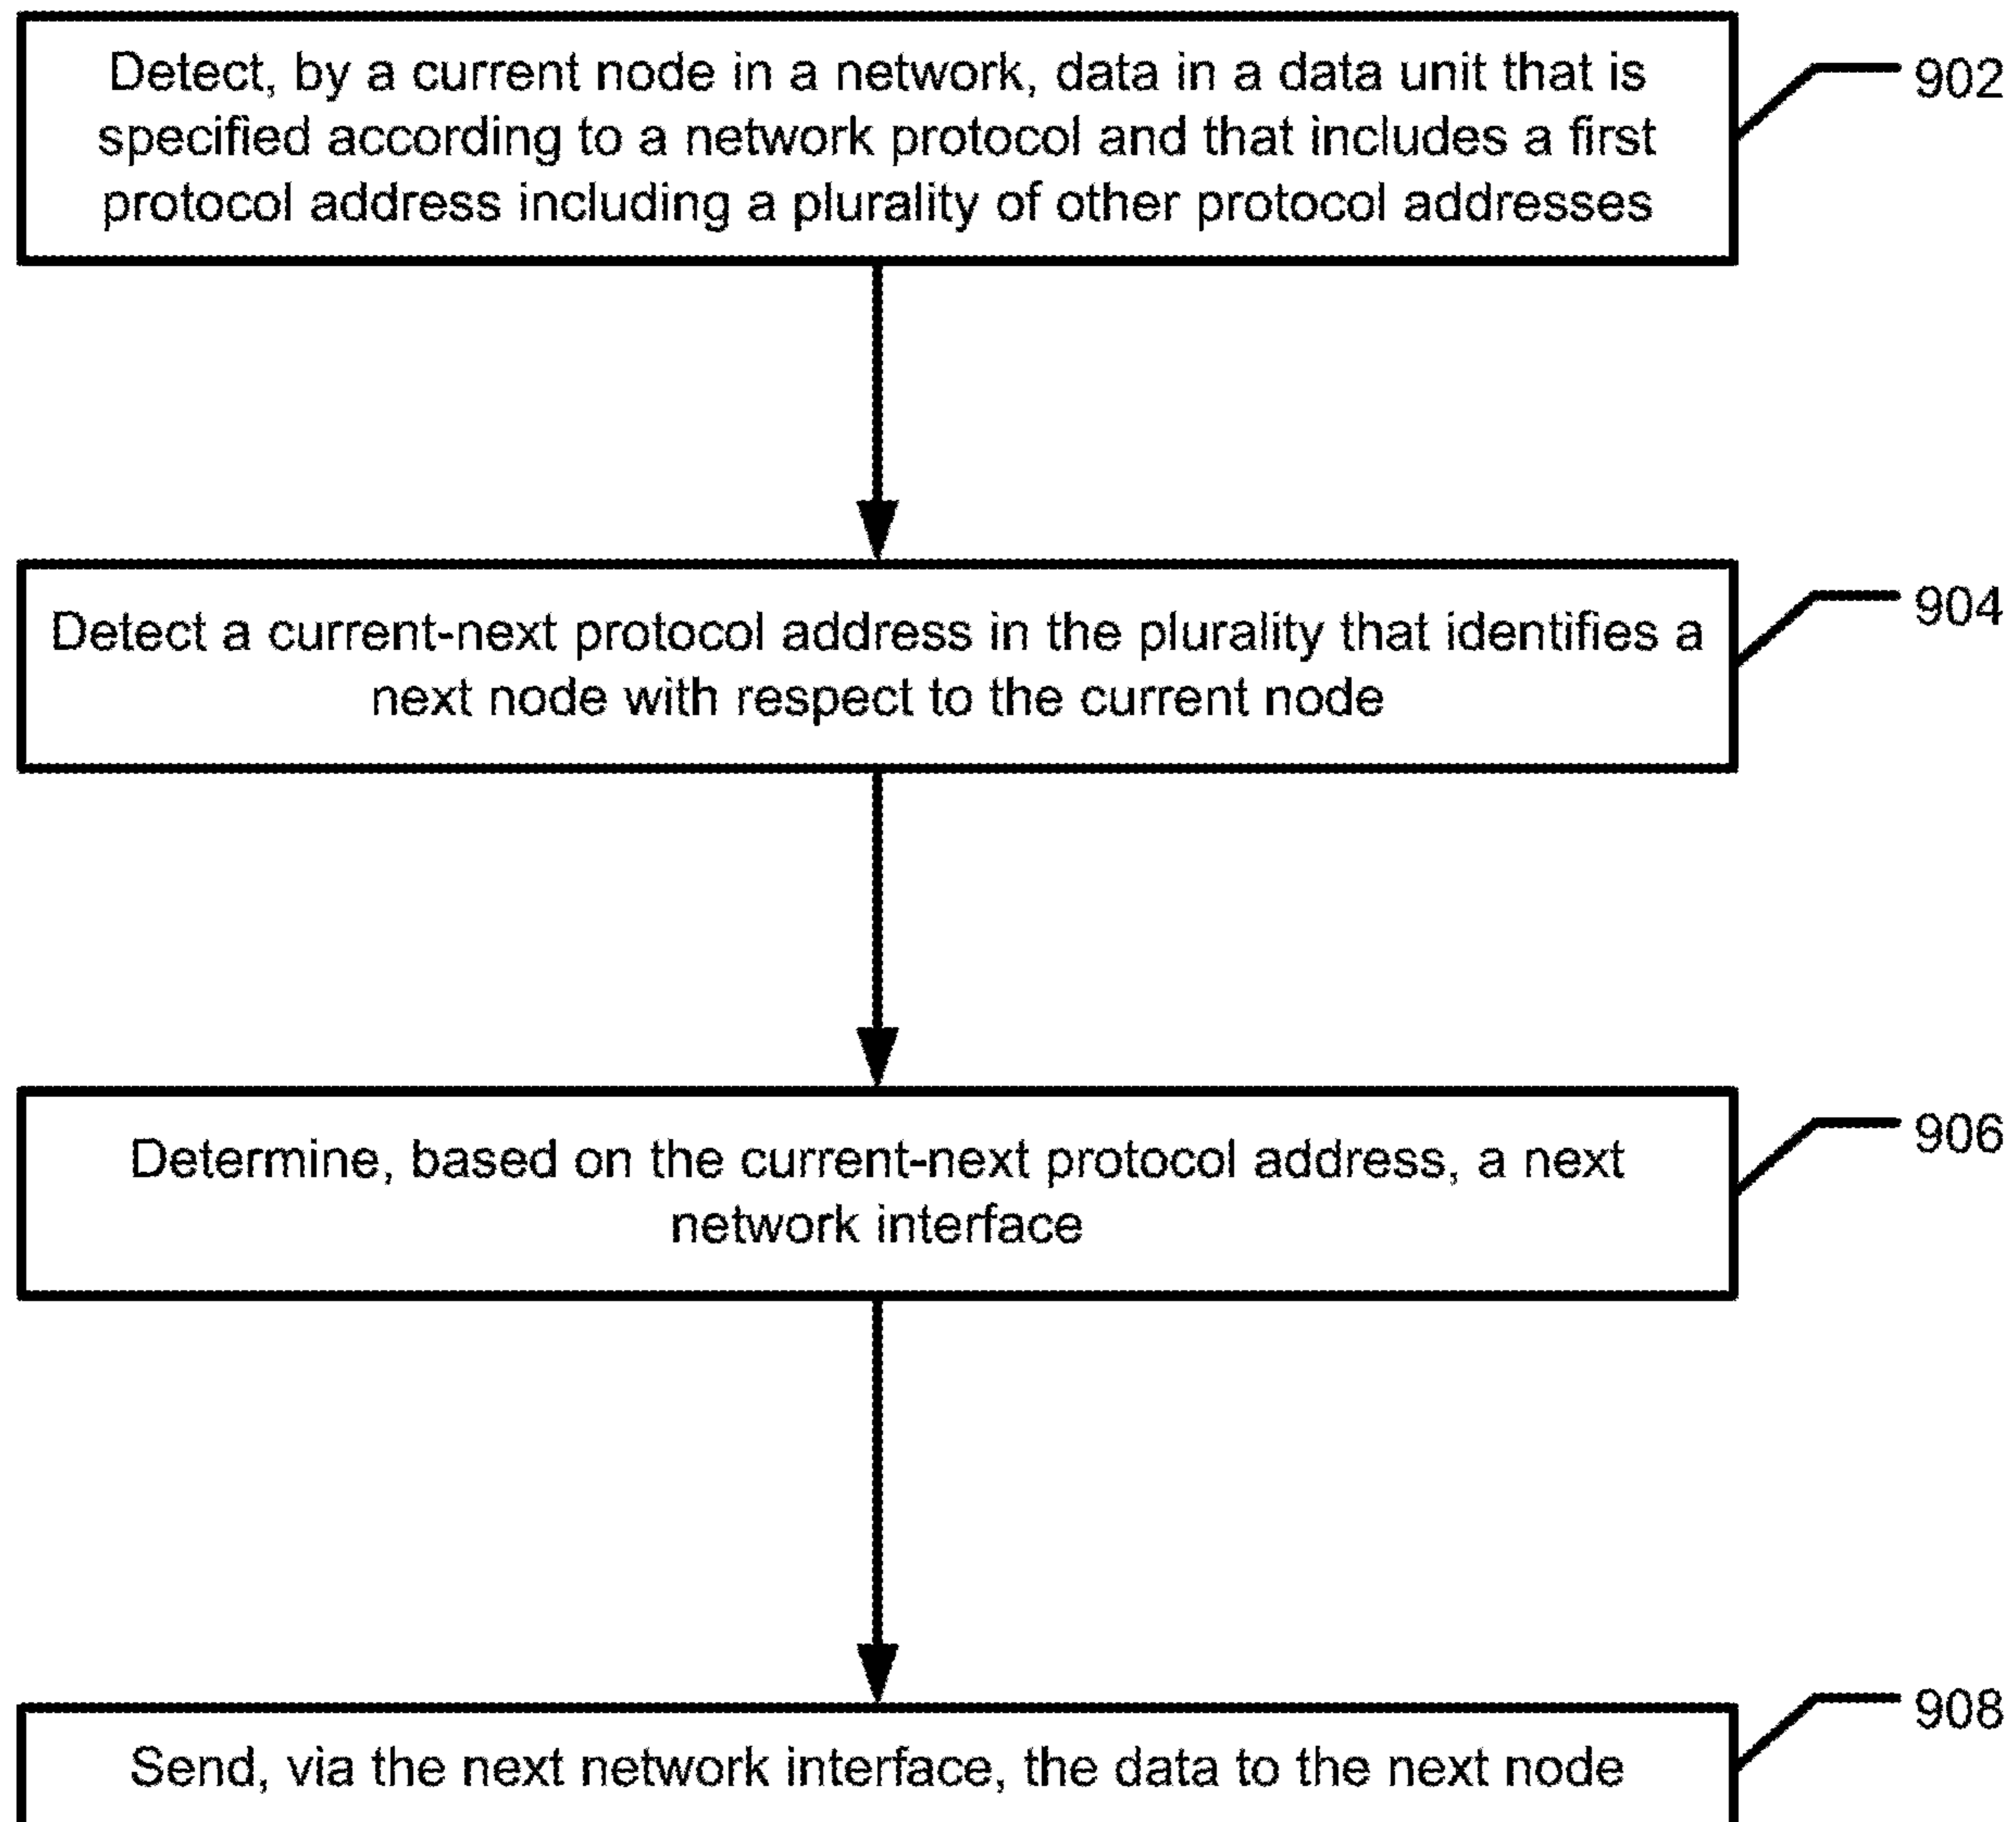 Detect, by a current node in a network, data in a data unit that is
specified according to a network protocol and that includes a first
protocol address including a plurality of other protocol addresses
902
Detect a current-next protocol address in the plurality that identifies a
next node with respect to the current node
904
Determine, based on the current-next protocol address, a next
network interface
906
Send, via the next network interface, the data to the next node
908